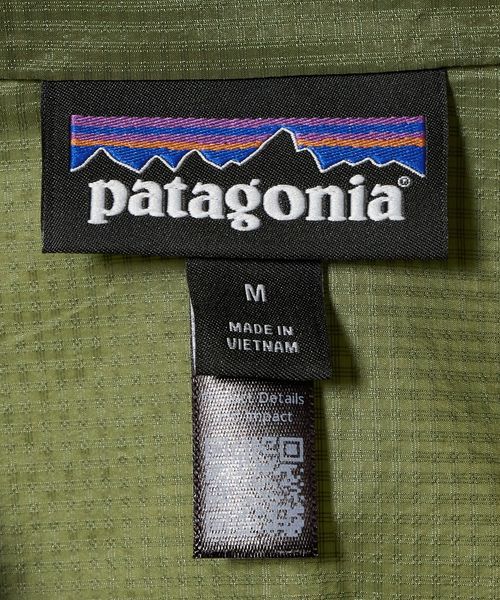 patagonia®
M
MADE IN
VIETNAM
Details
Impact